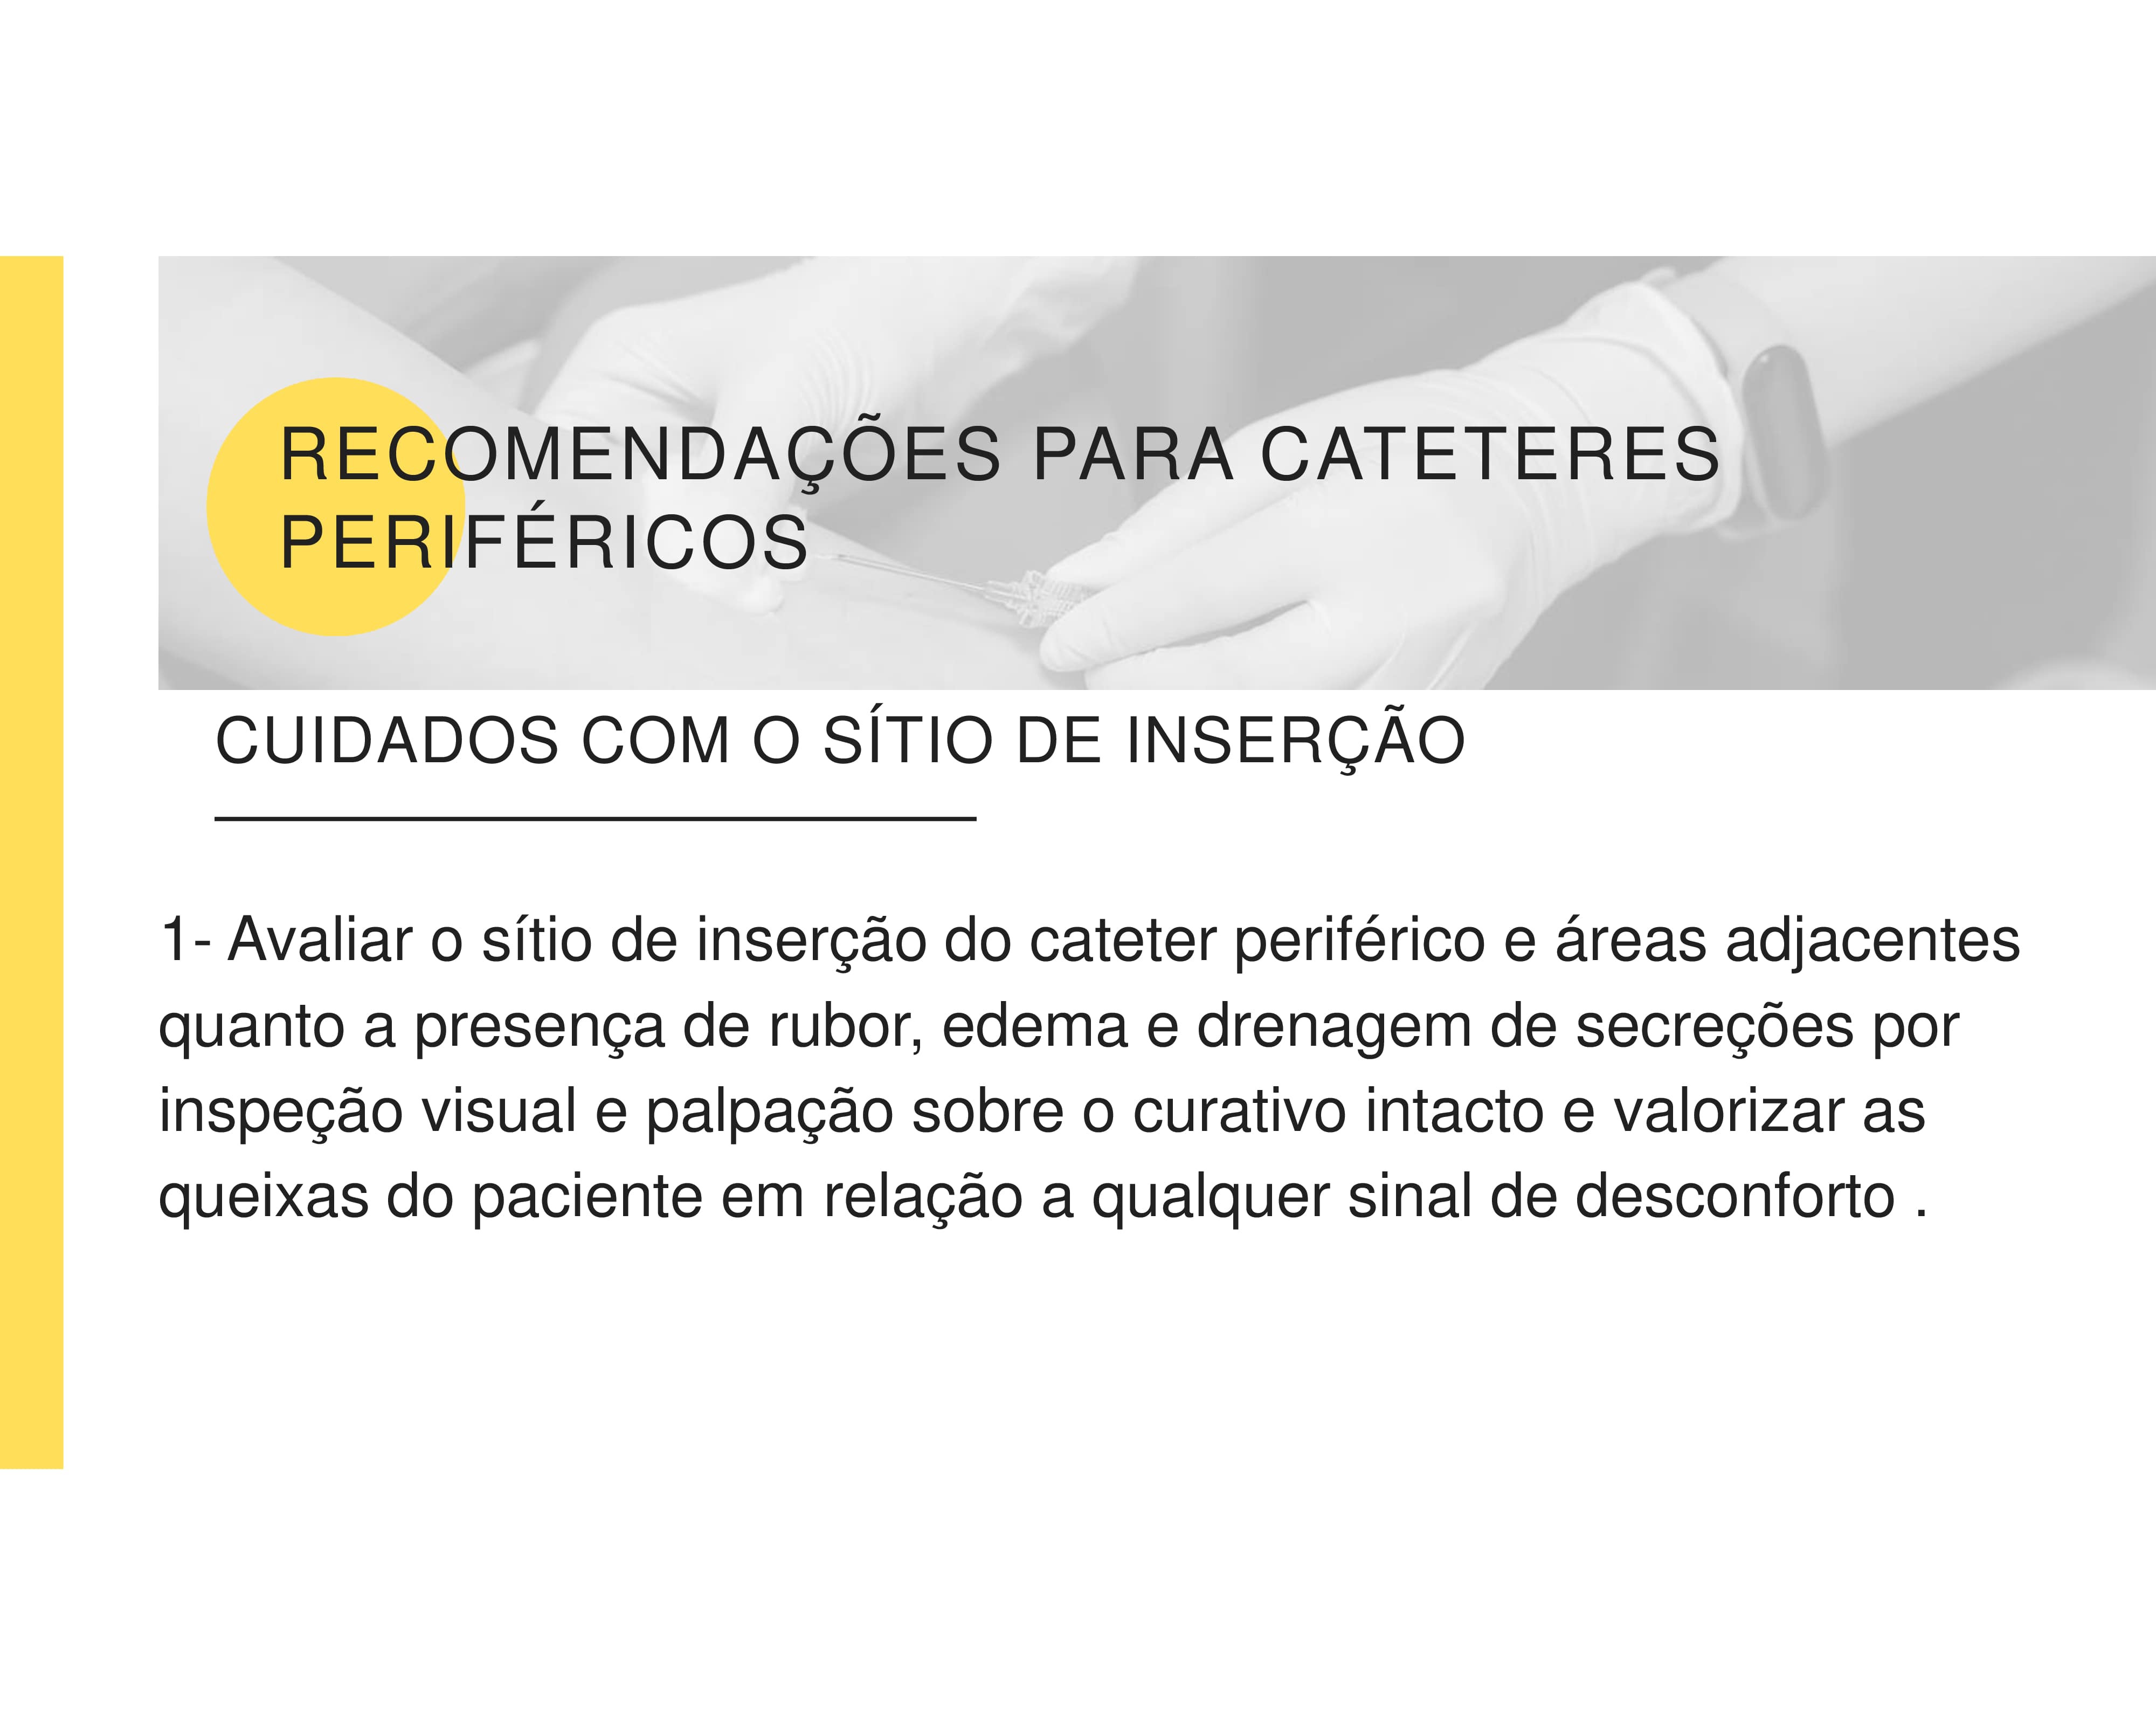 RECOMENDAÇÕES PARA CATETERES
PERIFÉRICOS
CUIDADOS COM O SÍTIO DE INSERÇÃO
1- Avaliar o sítio de inserção do cateter periférico e áreas adjacentes
quanto a presença de rubor, edema e drenagem de secreções por
inspeção visual e palpação sobre o curativo intacto e valorizar as
queixas do paciente em relação a qualquer sinal de desconforto .